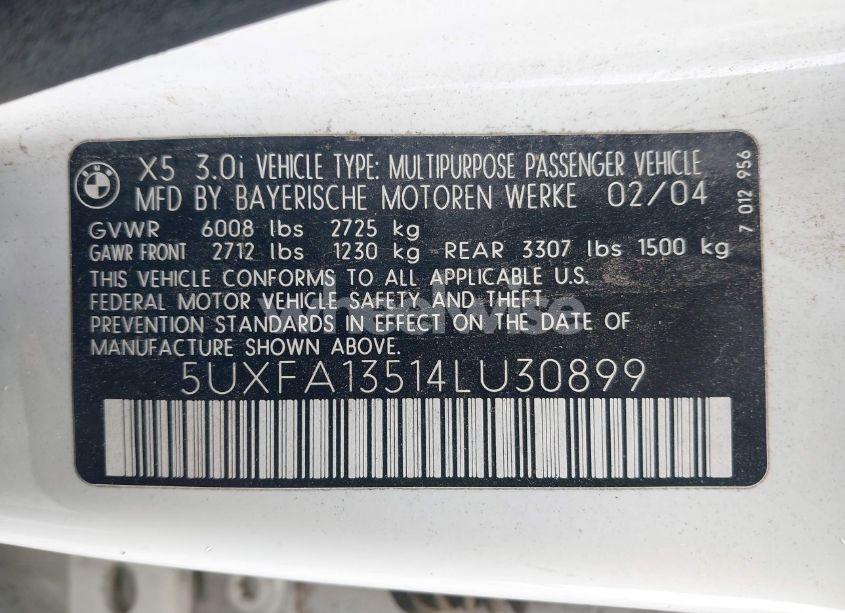 BMW
X5 3.0i VEHICLE TYPE: MULTIPURPOSE PASSENGER VEHICLE
MFD BY BAYERISCHE MOTOREN WERKE 02/04
GVWR 6008 lbs 2725 kg
GAWR FRONT 2712 lbs 1230 kg -REAR 3307 lbs 1500 kg
THIS VEHICLE CONFORMS TO ALL APPLICABLE U.S.
FEDERAL MOTOR VEHICLE SAFETY AND THEFT
PREVENTION STANDARDS IN EFFECT ON THE DATE OF
MANUFACTURE SHOWN ABOVE.
5UXFA13514LU30899
7 012 956
wheelwise